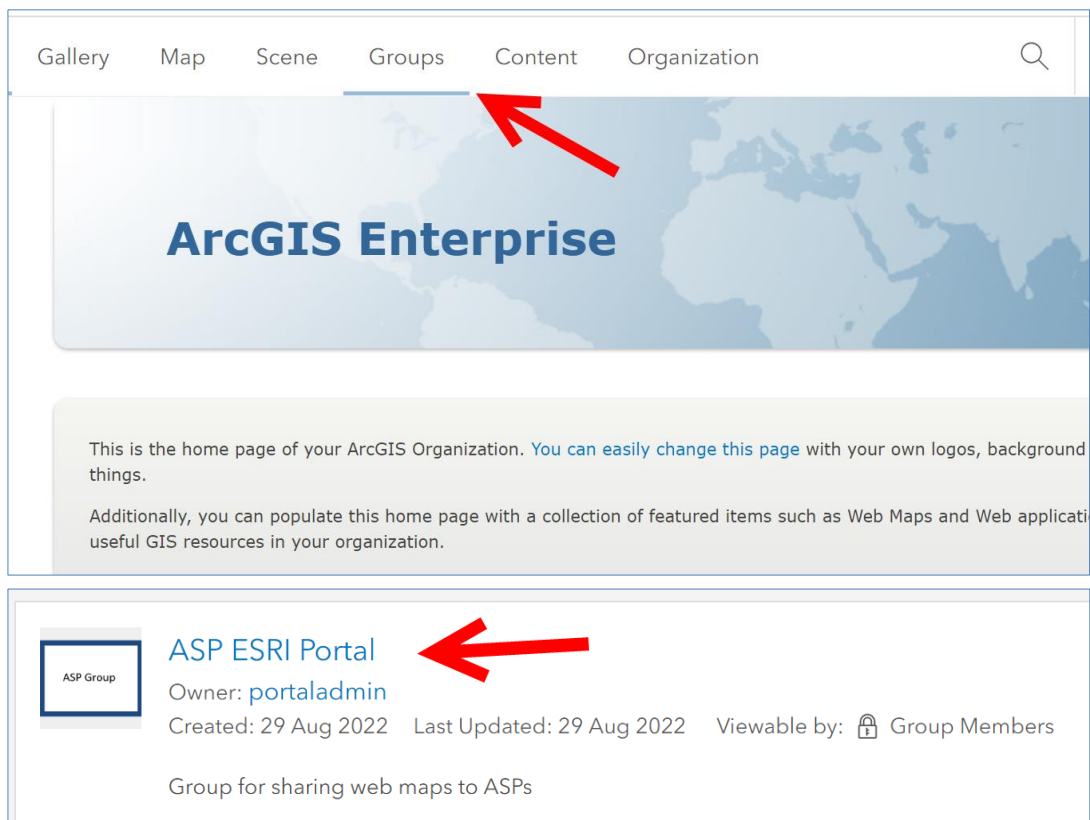 Gallery Map Scene Groups Content Organization
ArcGIS Enterprise
This is the home page of your ArcGIS Organization. You can easily change this page with your own logos, background
things.
Additionally, you can populate this home page with a collection of featured items such as Web Maps and Web applicati
useful GIS resources in your organization.
ASP Group
ASP ESRI Portal
Owner: portaladmin
Created: 29 Aug 2022 Last Updated: 29 Aug 2022 Viewable by: Group Members
Group for sharing web maps to ASPs